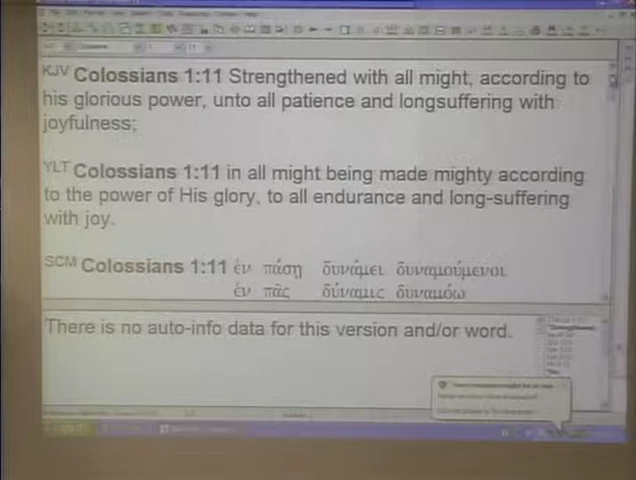 KJV Colossians 1:11 Strengthened with all might, according to
his glorious power, unto all patience and longsuffering with
joyfulness;
YLT Colossians 1:11 in all might being made mighty according
to the power of His glory, to all endurance and long-suffering
with joy.
SCM Colossians 1:11 ἐν πάσῃ δυνάμει δυναμούμενοι
ἐν πᾶς δύναμις δυναμόω
There is no auto-info data for this version and/or word.